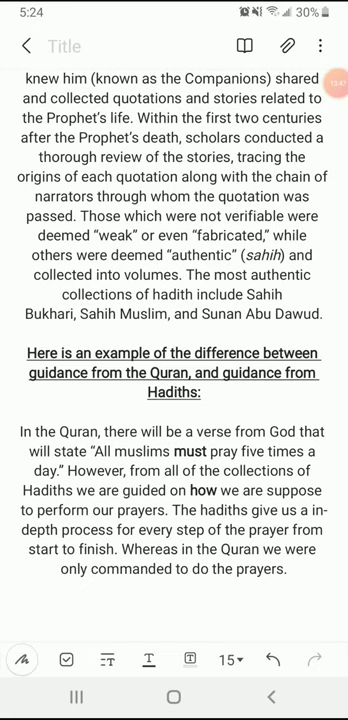 5:24
30%
Title
13:47
knew him (known as the Companions) shared
and collected quotations and stories related to
the Prophet's life. Within the first two centuries
after the Prophet's death, scholars conducted a
thorough review of the stories, tracing the
origins of each quotation along with the chain of
narrators through whom the quotation was
passed. Those which were not verifiable were
deemed “weak” or even “fabricated,” while
others were deemed “authentic” (sahih) and
collected into volumes. The most authentic
collections of hadith include Sahih
Bukhari, Sahih Muslim, and Sunan Abu Dawud.
Here is an example of the difference between
guidance from the Quran, and guidance from
Hadiths:
In the Quran, there will be a verse from God that
will state “All muslims must pray five times a
day.” However, from all of the collections of
Hadiths we are guided on how we are suppose
to perform our prayers. The hadiths give us a in-
depth process for every step of the prayer from
start to finish. Whereas in the Quran we were
only commanded to do the prayers.
15